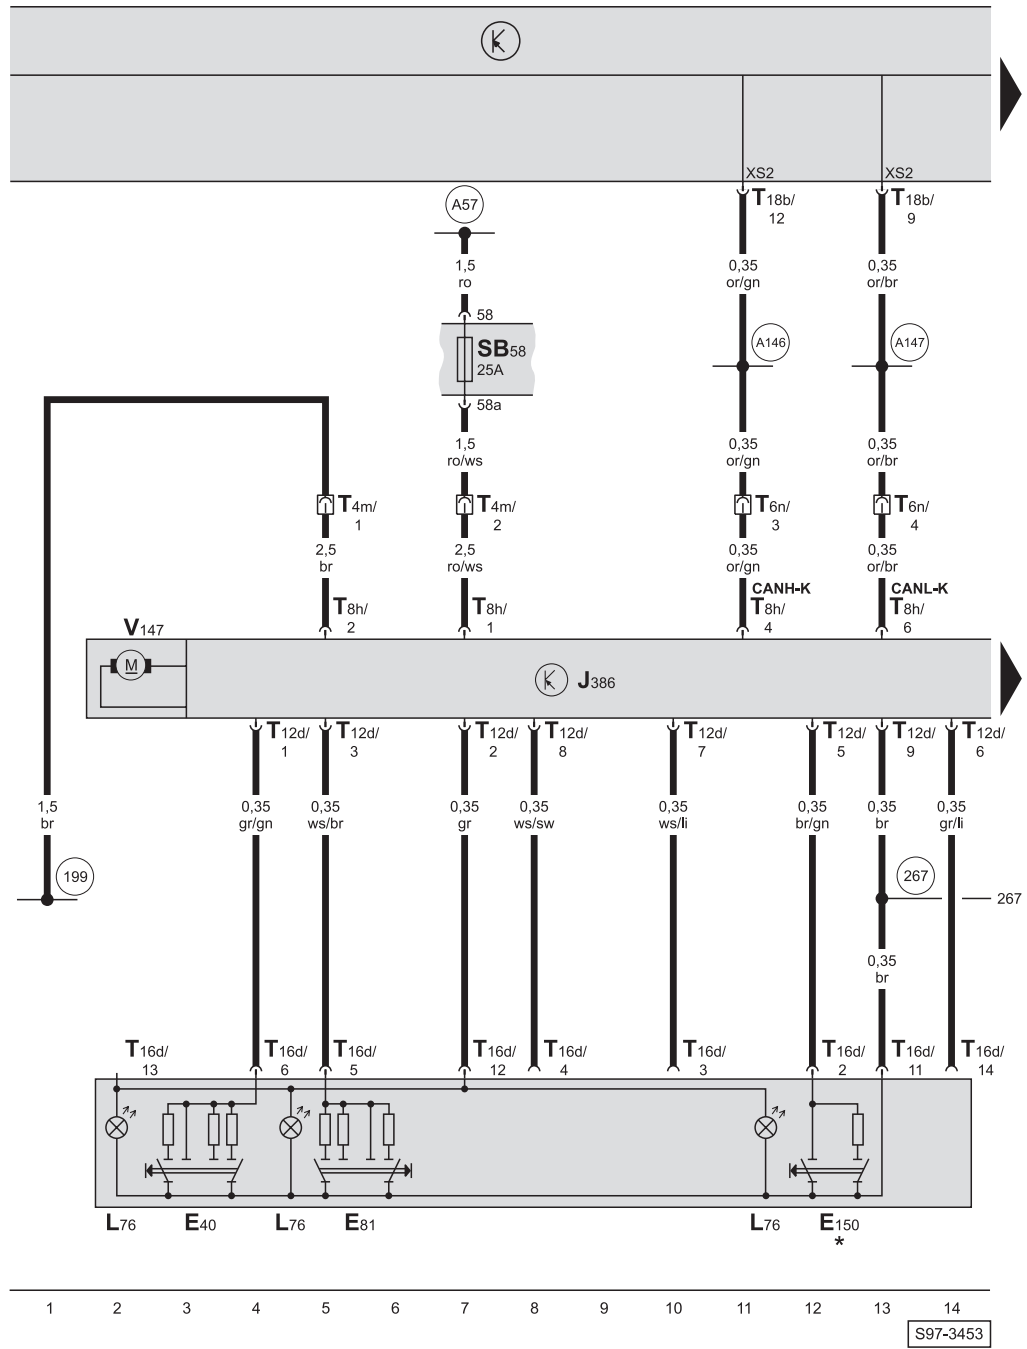 XS2 XS2
A57 T18b/ T18b/
12 9
1,5 0,35 0,35
ro or/gn or/br
58
SB58 A146 A147
25A
58a
1,5 0,35 0,35
ro/ws or/gn or/br
T4m/ T4m/ T6n/ T6n/
1 2 3 4
2,5 2,5 0,35 0,35
br ro/ws or/gn or/br
CANH-K CANL-K
T8h/ T8h/ T8h/ T8h/
2 1 4 6
V147
M J386
T12d/ T12d/ T12d/ T12d/ T12d/ T12d/ T12d/ T12d/
1 3 2 8 7 5 9 6
1,5 0,35 0,35 0,35 0,35 0,35 0,35 0,35 0,35
br gr/gn ws/br gr ws/sw ws/li br/gn br gr/li
199 267
267
0,35
br
T16d/ T16d/ T16d/ T16d/ T16d/ T16d/ T16d/ T16d/ T16d/
13 6 5 12 4 3 2 11 14
L76 E40 L76 E81 L76 E150
*
1 2 3 4 5 6 7 8 9 10 11 12 13 14
S97-3453